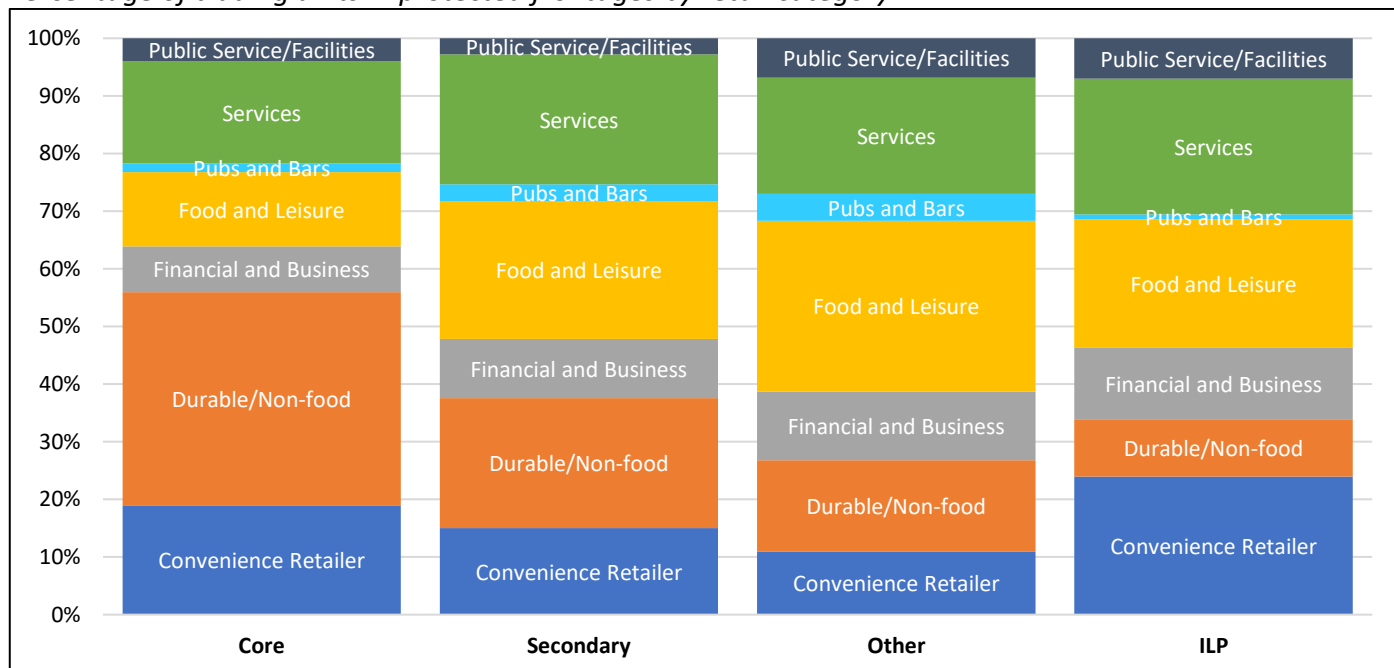 100%
90%
80%
70%
60%
50%
40%
30%
20%
10%
0%
Public Service/Facilities
Services
Pubs and Bars
Food and Leisure
Financial and Business
Durable/Non-food
Convenience Retailer
Core
Public Service/Facilities
Services
Pubs and Bars
Food and Leisure
Financial and Business
Durable/Non-food
Convenience Retailer
Secondary
Public Service/Facilities
Services
Pubs and Bars
Food and Leisure
Financial and Business
Durable/Non-food
Convenience Retailer
Other
Public Service/Facilities
Services
Pubs and Bars
Food and Leisure
Financial and Business
Durable/Non-food
Convenience Retailer
ILP